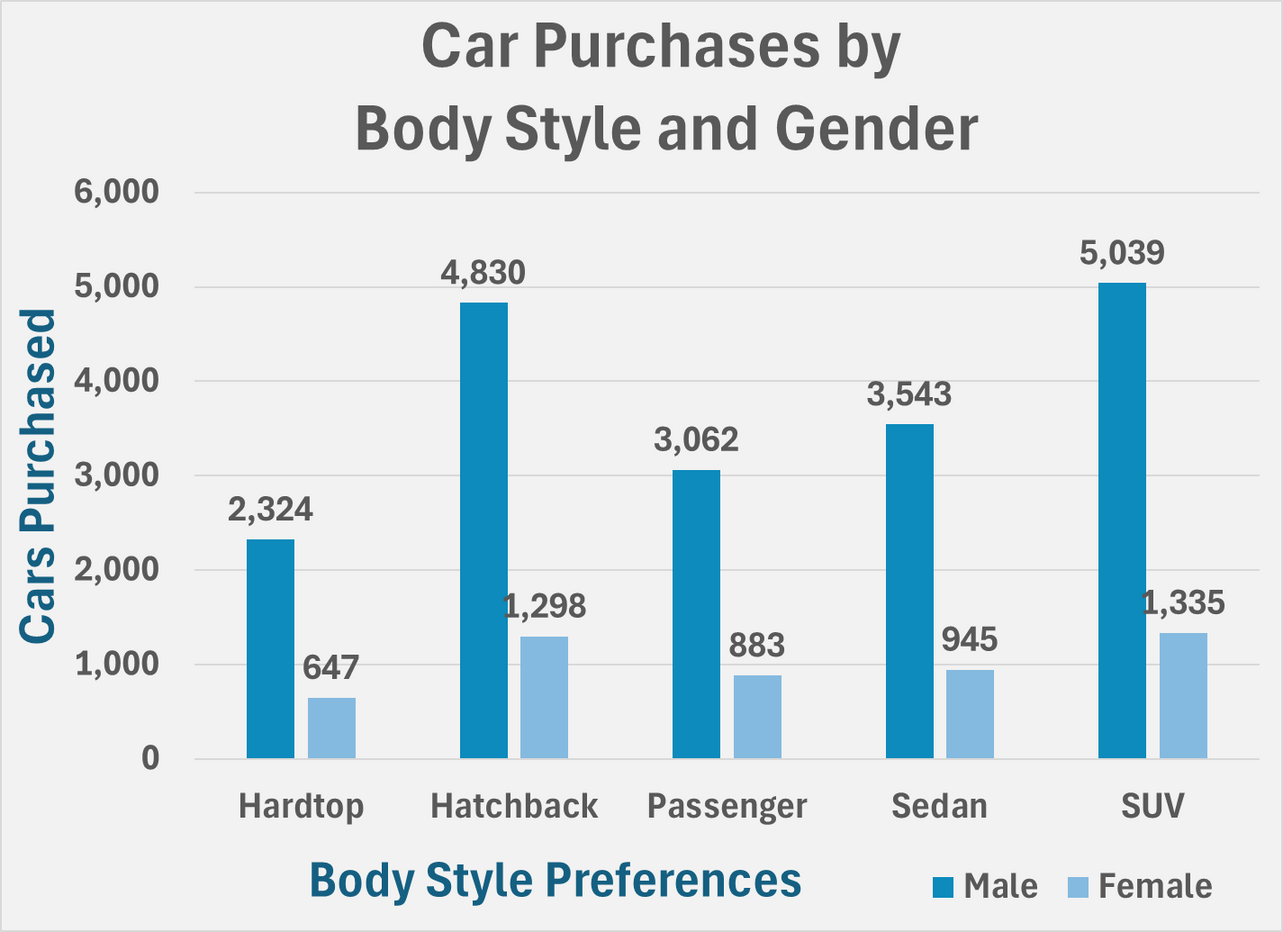 Car Purchases by
Body Style and Gender
6,000
5,000
4,000
3,000
2,000
1,000
0
Cars Purchased
2,324
647
4,830
1,298
3,062
883
3,543
945
5,039
1,335
Hardtop
Hatchback
Passenger
Sedan
SUV
Body Style Preferences
Male
Female